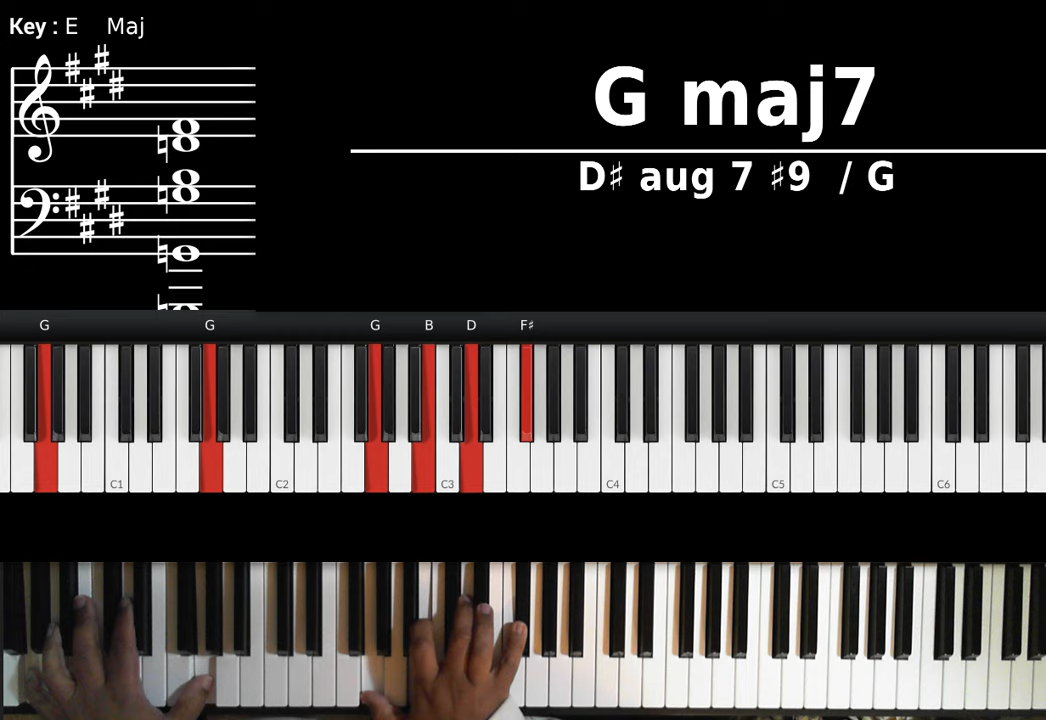 Key : E Maj
G maj7
D♯ aug 7 ♯9 / G
G G G B D F♯
C1 C2 C3 C4 C5 C6